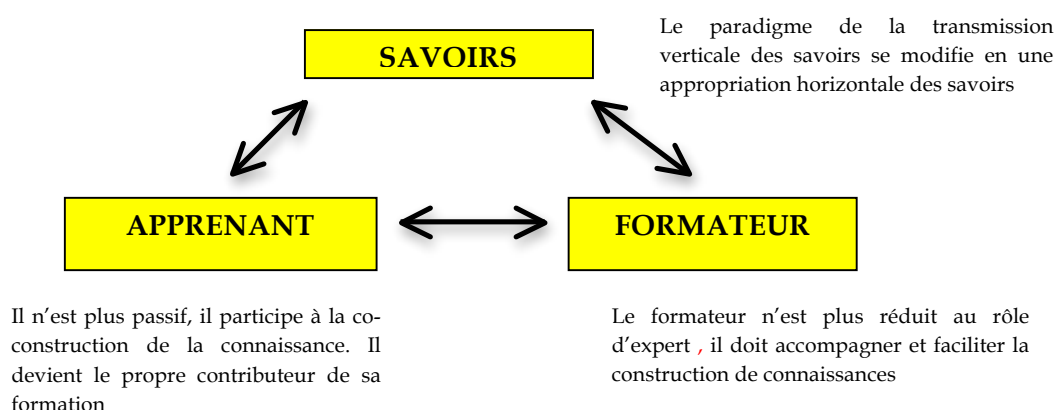 SAVOIRS
Le paradigme de la transmission
verticale des savoirs se modifie en une
appropriation horizontale des savoirs
APPRENANT
FORMATEUR
Il n’est plus passif, il participe à la co-
construction de la connaissance. Il
devient le propre contributeur de sa
formation
Le formateur n’est plus réduit au rôle
d’expert , il doit accompagner et faciliter la
construction de connaissances